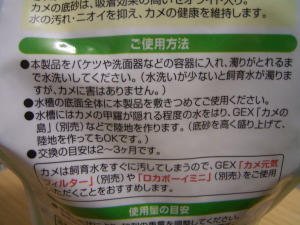 カメの底砂は、吸着効果の高いゼオライト入り。
水の汚れ・ニオイを抑え、カメの健康を維持します。
ご使用方法
●本製品をバケツや洗面器などの容器に入れ、濁りがとれるま
で水洗いしてください。(水洗いが少ないと飼育水が濁りま
すが、カメに害はありません。)
●水槽の底面全体に本製品を敷きつめてご使用ください。
●水槽にはカメの甲羅が隠れる程度の水をはり、GEX「カメの
島」(別売)などで陸地を作ります。(底砂を高く盛り上げて、
陸地を作ってもOKです。)
●交換の目安は2〜3ヶ月です。
カメは飼育水をすぐに汚してしまうので、GEX「カメ元気
フィルター」(別売)や「ロカボーイミニ」(別売)をご使用
いただくことをおすすめします。
使用量の目安